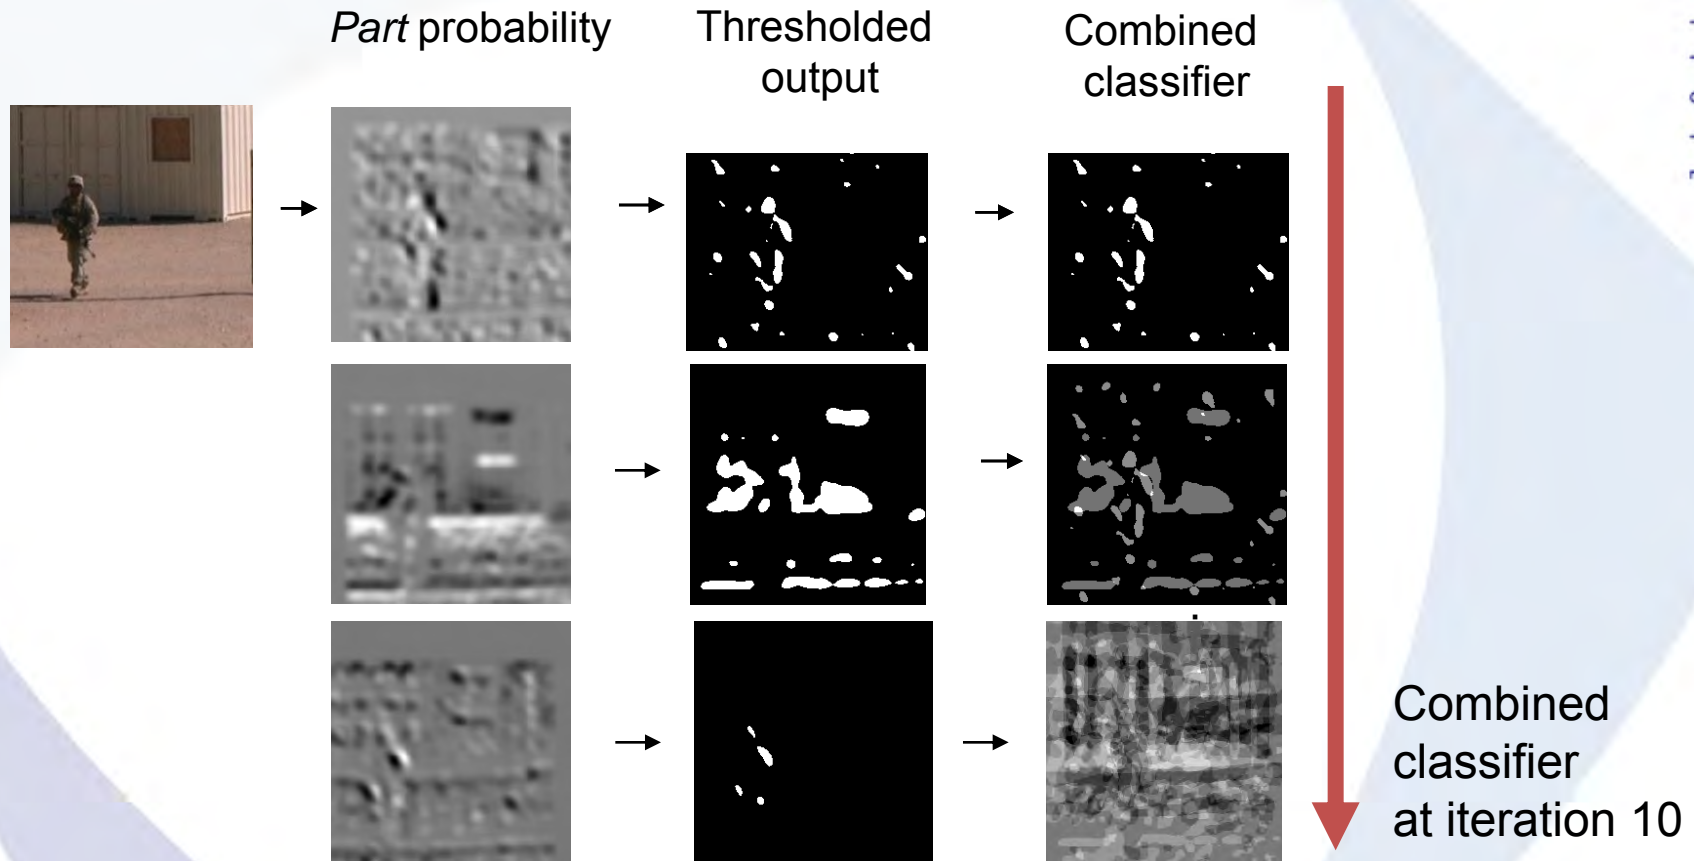 Part probability
Thresholded
output
Combined
classifier
Combined
classifier
at iteration 10